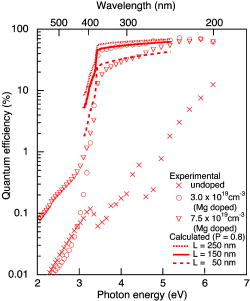 Wavelength (nm)
500 400 300 200
Quantum efficiency (%)
100
10
1
0.1
0.01
Experimental
undoped
3.0 x 10¹⁹cm⁻³
(Mg doped)
7.5 x 10¹⁹cm⁻³
(Mg doped)
Calculated (P = 0.8)
L = 250 nm
L = 150 nm
L = 50 nm
2 3 4 5 6 7
Photon energy (eV)